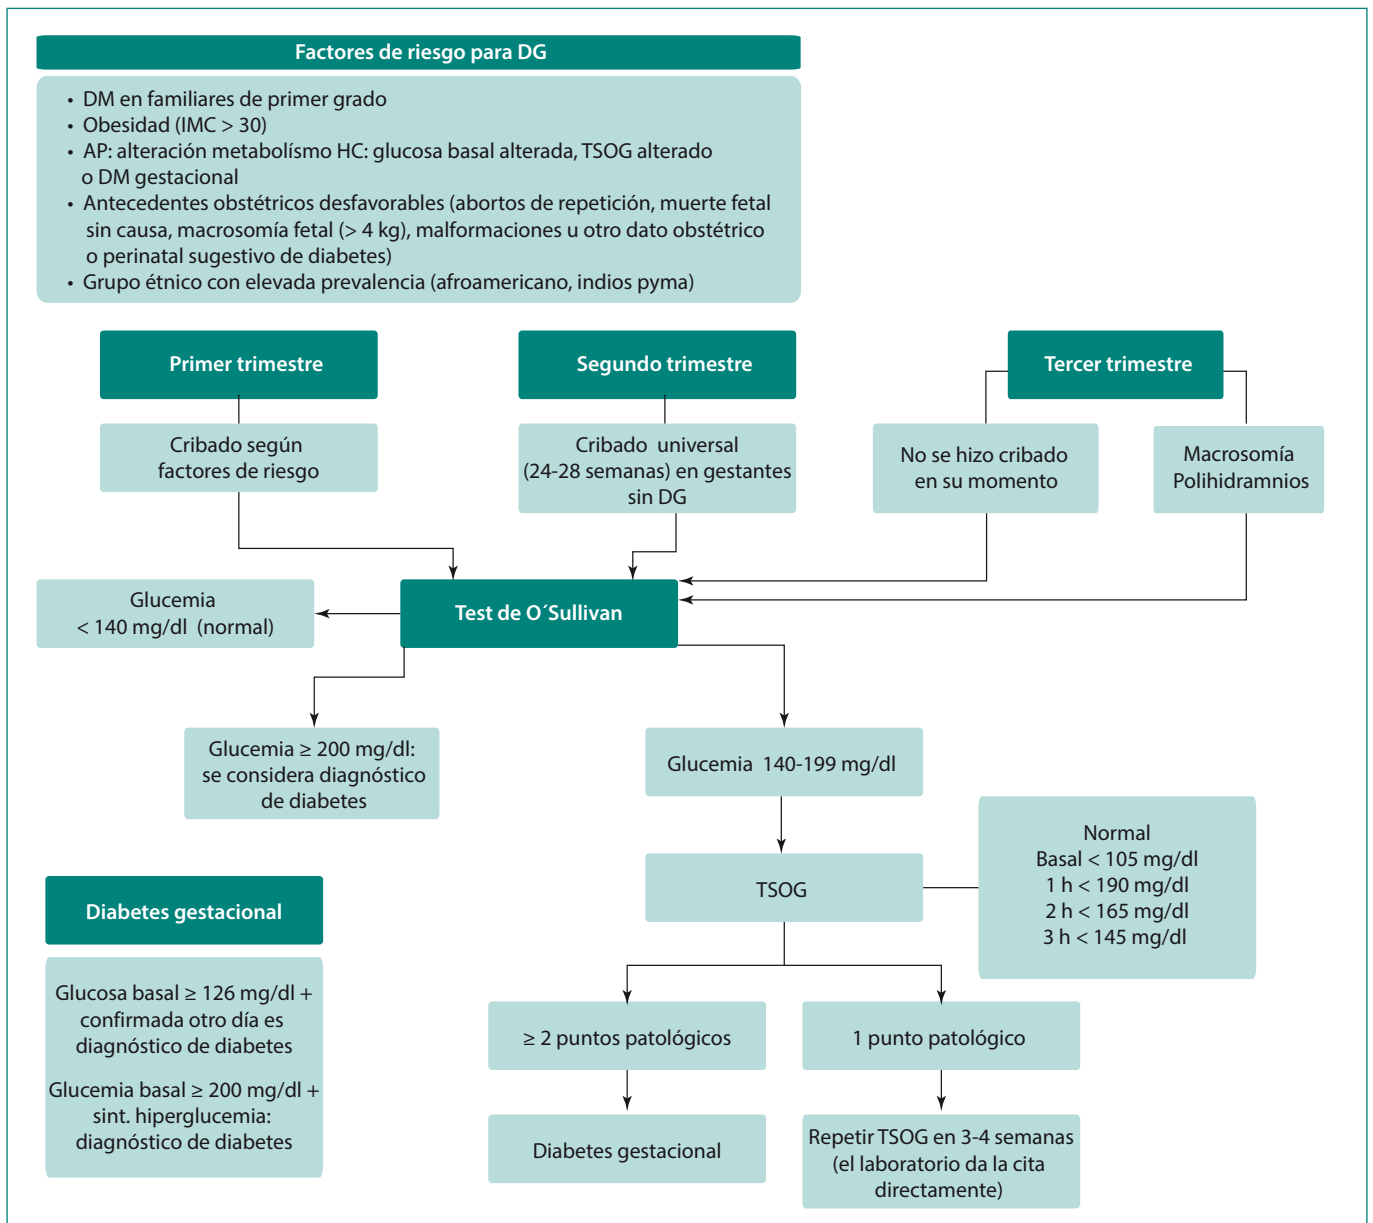 Factores de riesgo para DG
• DM en familiares de primer grado
• Obesidad (IMC > 30)
• AP: alteración metabolísmo HC: glucosa basal alterada, TSOG alterado
o DM gestacional
• Antecedentes obstétricos desfavorables (abortos de repetición, muerte fetal
sin causa, macrosomía fetal (> 4 kg), malformaciones u otro dato obstétrico
o perinatal sugestivo de diabetes)
• Grupo étnico con elevada prevalencia (afroamericano, indios pyma)
Primer trimestre
Segundo trimestre
Tercer trimestre
Cribado según
factores de riesgo
Cribado universal
(24-28 semanas) en gestantes
sin DG
No se hizo cribado
en su momento
Macrosomía
Polihidramnios
Test de O´Sullivan
Glucemia
< 140 mg/dl (normal)
Glucemia ≥ 200 mg/dl:
se considera diagnóstico
de diabetes
Glucemia 140-199 mg/dl
TSOG
Normal
Basal < 105 mg/dl
1 h < 190 mg/dl
2 h < 165 mg/dl
3 h < 145 mg/dl
Diabetes gestacional
Glucosa basal ≥ 126 mg/dl +
confirmada otro día es
diagnóstico de diabetes
Glucemia basal ≥ 200 mg/dl +
sint. hiperglucemia:
diagnóstico de diabetes
≥ 2 puntos patológicos
1 punto patológico
Diabetes gestacional
Repetir TSOG en 3-4 semanas
(el laboratorio da la cita
directamente)